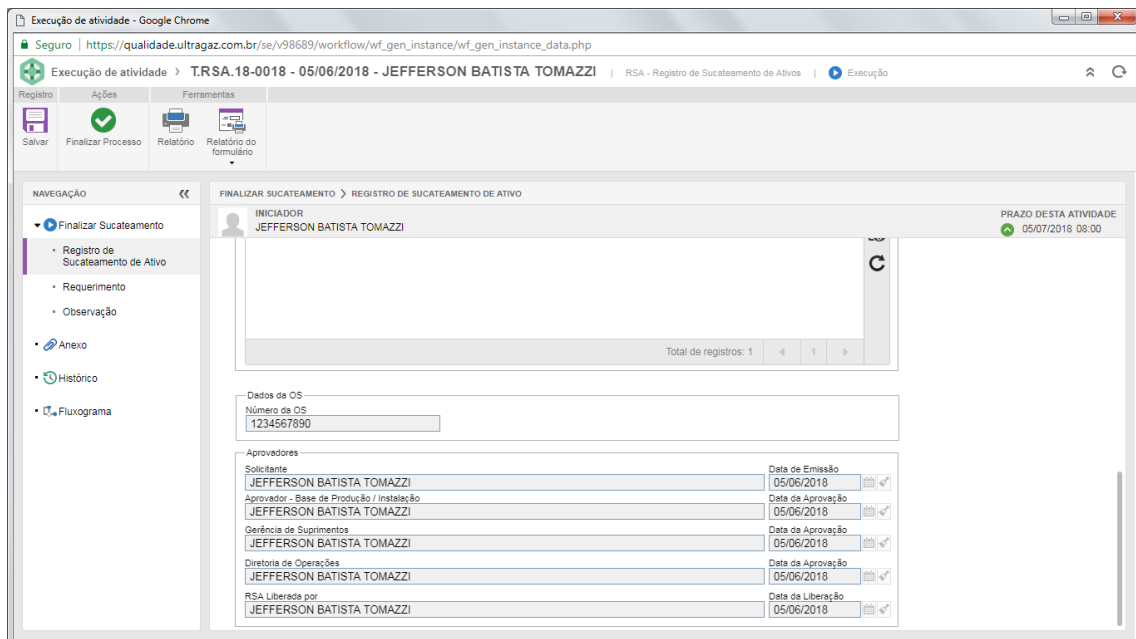 Execução de atividade - Google Chrome
Seguro | https://qualidade.ultragaz.com.br/se/v98689/workflow/wf_gen_instance/wf_gen_instance_data.php
Execução de atividade > T.RSA.18-0018 - 05/06/2018 - JEFFERSON BATISTA TOMAZZI | RSA - Registro de Sucateamento de Ativos | Execução
Registro Ações Ferramentas
Salvar Finalizar Processo Relatório Relatório do
formulário
NAVEGAÇÃO
Finalizar Sucateamento
Registro de
Sucateamento de Ativo
Requerimento
Observação
Anexo
Histórico
Fluxograma
FINALIZAR SUCATEAMENTO > REGISTRO DE SUCATEAMENTO DE ATIVO
INICIADOR
JEFFERSON BATISTA TOMAZZI
PRAZO DESTA ATIVIDADE
05/07/2018 08:00
Total de registros: 1 1
Dados da OS
Número da OS
1234567890
Aprovadores
Solicitante Data de Emissão
JEFFERSON BATISTA TOMAZZI 05/06/2018
Aprovador - Base de Produção / Instalação Data da Aprovação
JEFFERSON BATISTA TOMAZZI 05/06/2018
Gerência de Suprimentos Data da Aprovação
JEFFERSON BATISTA TOMAZZI 05/06/2018
Diretoria de Operações Data da Aprovação
JEFFERSON BATISTA TOMAZZI 05/06/2018
RSA Liberada por Data da Liberação
JEFFERSON BATISTA TOMAZZI 05/06/2018